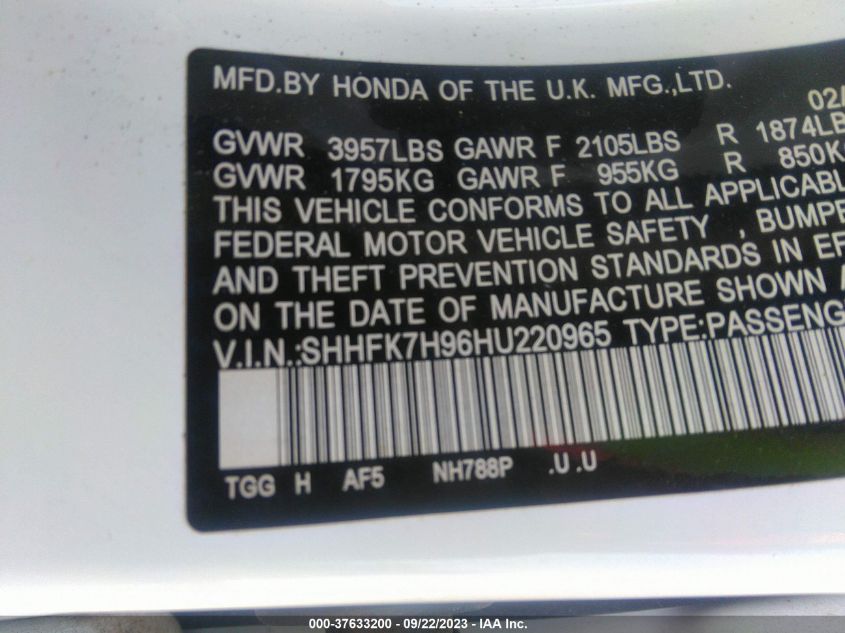 MFD.BY HONDA OF THE U.K. MFG.,LTD. 02/
GVWR 3957LBS GAWR F 2105LBS R 1874LB
GVWR 1795KG GAWR F 955KG R 850K
THIS VEHICLE CONFORMS TO ALL APPLICABL
FEDERAL MOTOR VEHICLE SAFETY , BUMPE
AND THEFT PREVENTION STANDARDS IN EF
ON THE DATE OF MANUFACTURE SHOWN A
V.I.N.:SHHFK7H96HU220965 TYPE:PASSENG
TGG H AF5 NH788P .U.U
000-37633200 - 09/22/2023 - IAA Inc.